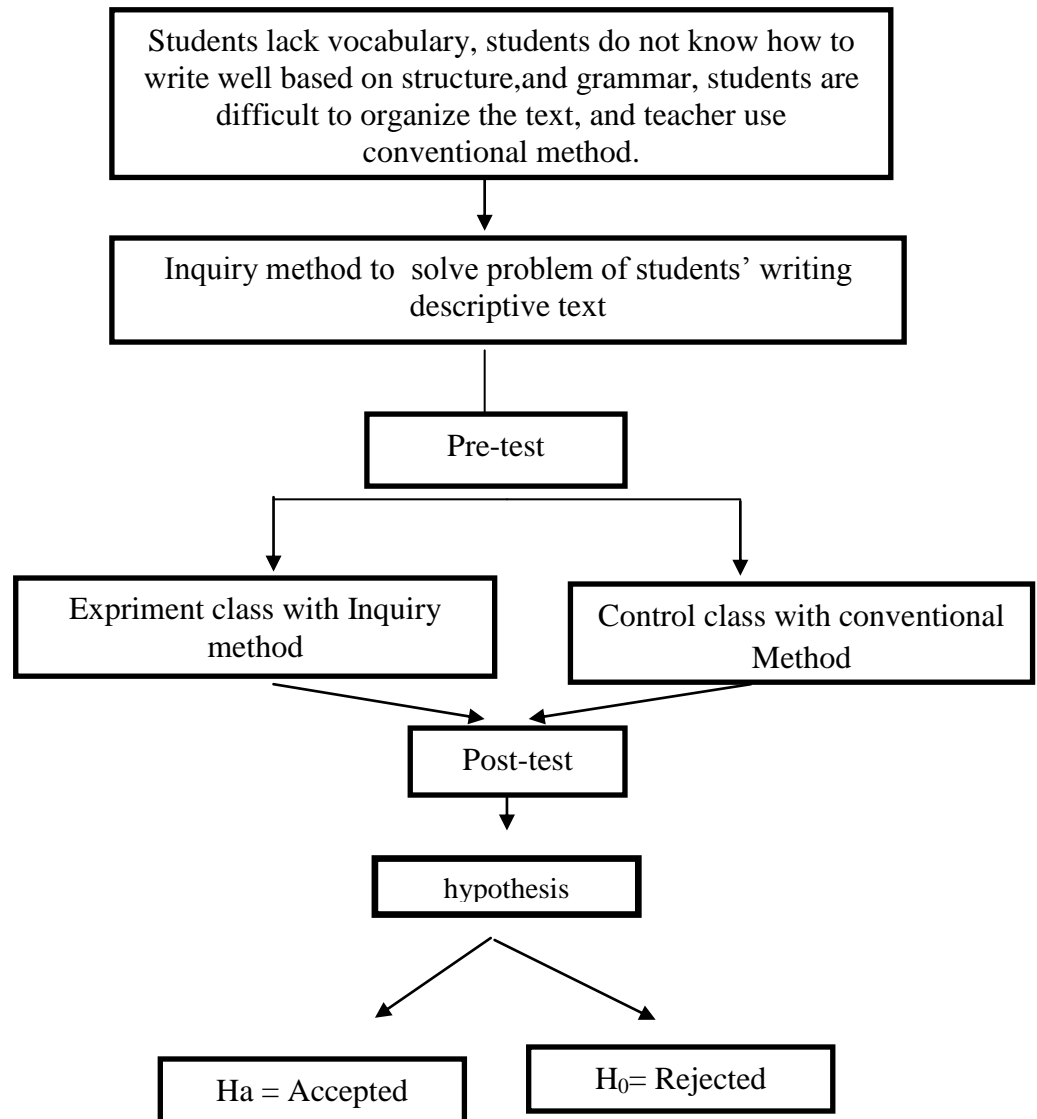 Students lack vocabulary, students do not know how to
write well based on structure,and grammar, students are
difficult to organize the text, and teacher use
conventional method.
Inquiry method to solve problem of students’ writing
descriptive text
Pre-test
Expriment class with Inquiry
method
Control class with conventional
Method
Post-test
hypothesis
Ha = Accepted
H₀= Rejected